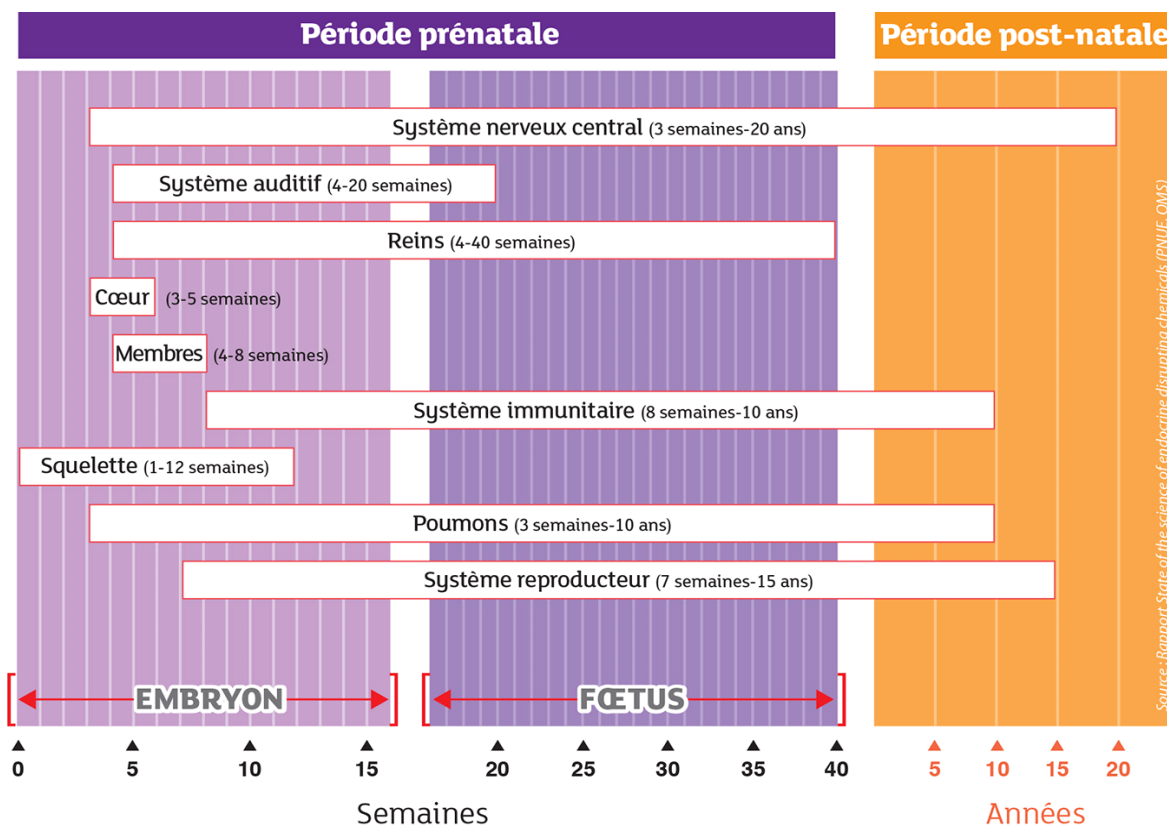 Période prénatale
Période post-natale
Système nerveux central (3 semaines-20 ans)
Système auditif (4-20 semaines)
Reins (4-40 semaines)
Cœur (3-5 semaines)
Membres (4-8 semaines)
Système immunitaire (8 semaines-10 ans)
Squelette (1-12 semaines)
Poumons (3 semaines-10 ans)
Système reproducteur (7 semaines-15 ans)
EMBRYON
FŒTUS
0 5 10 15 20 25 30 35 40
5 10 15 20
Semaines
Années
Source : Rapport State of the science of endocrine disrupting chemicals (PNUE, OMS)